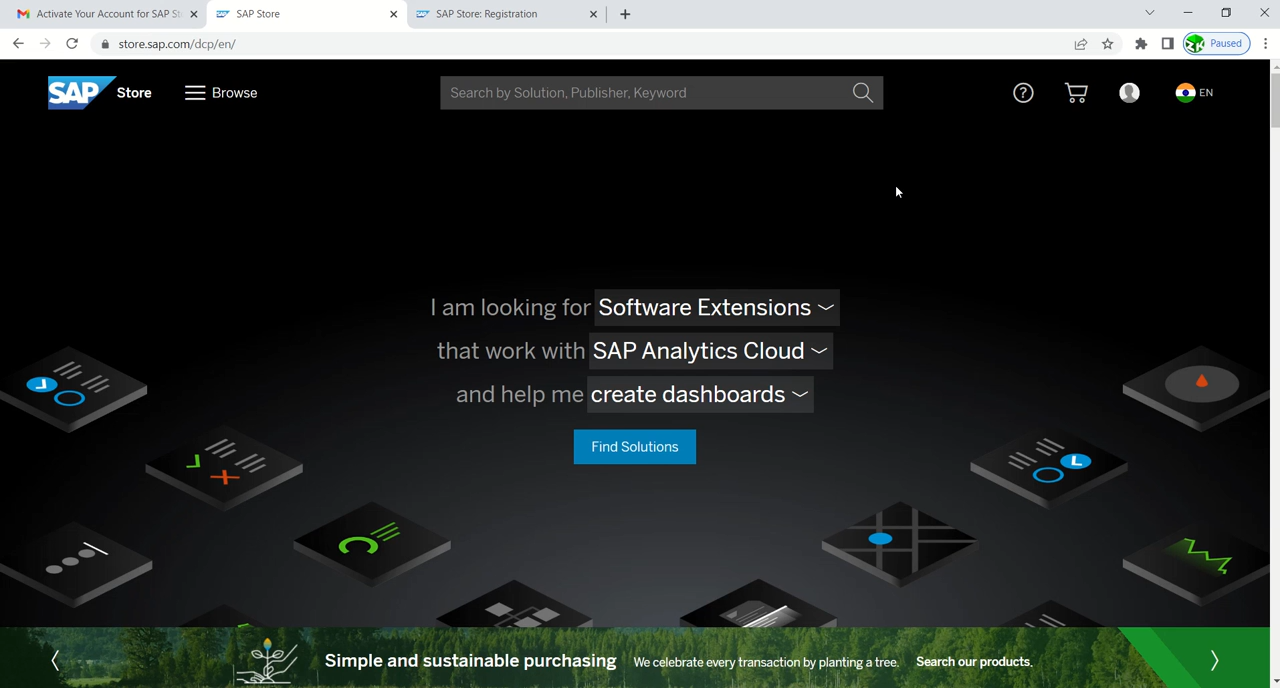 Activate Your Account for SAP St
SAP Store
SAP Store: Registration
store.sap.com/dcp/en/
Paused
SAP Store
Browse
Search by Solution, Publisher, Keyword
EN
I am looking for Software Extensions
that work with SAP Analytics Cloud
and help me create dashboards
Find Solutions
Simple and sustainable purchasing We celebrate every transaction by planting a tree. Search our products.